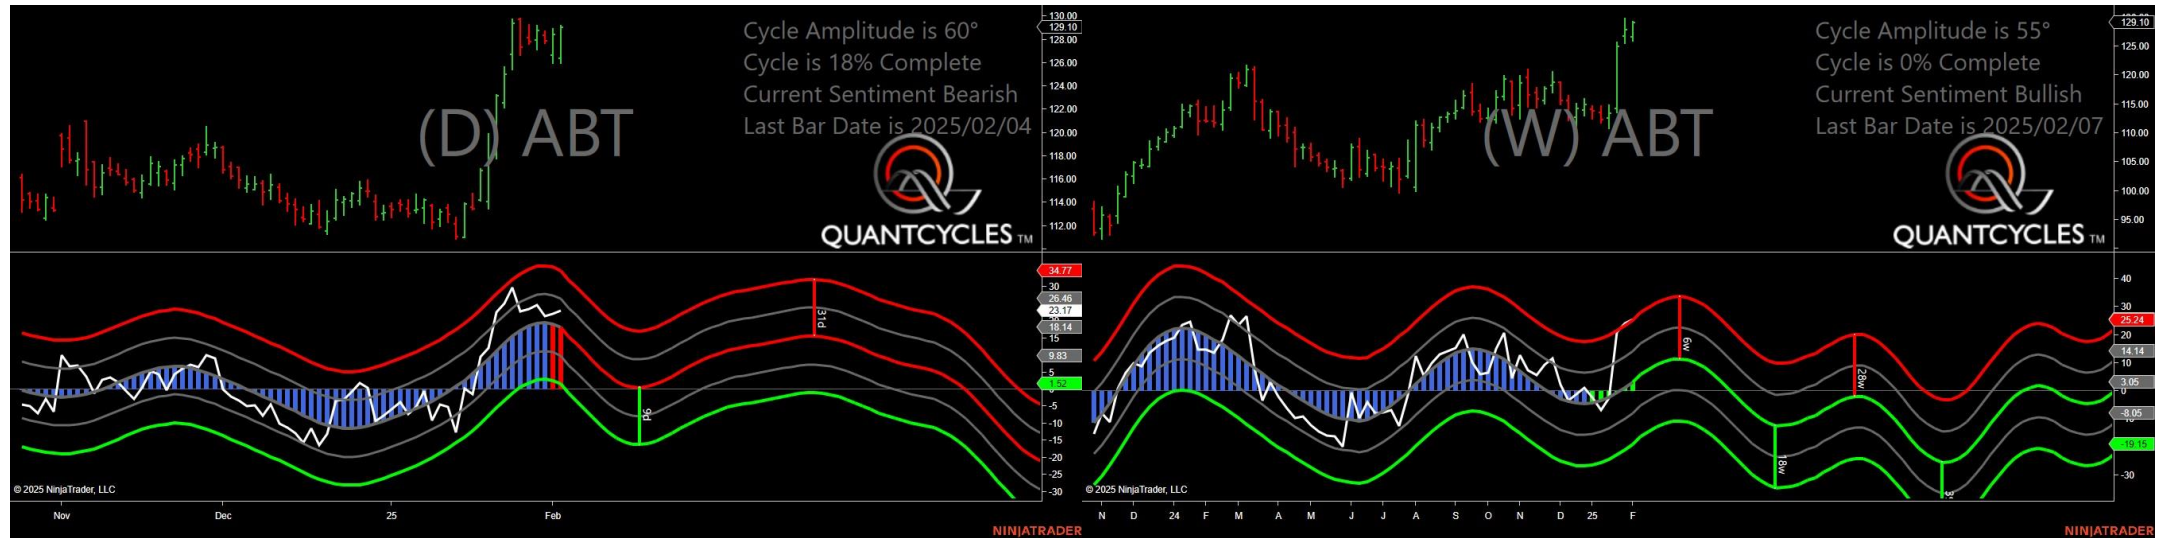 Cycle Amplitude is 60°
Cycle is 18% Complete
Current Sentiment Bearish
Last Bar Date is 2025/02/04
(D) ABT
QUANTCYCLES TM
130.00
129.10
128.00
126.00
124.00
122.00
120.00
118.00
116.00
114.00
112.00
34.77
30
26.46
23.17
18.14
15
9.83
5
1.52
-5
-10
-15
-20
-25
-30
9d
31d
© 2025 NinjaTrader, LLC
Nov Dec 25 Feb
NINJATRADER
Cycle Amplitude is 55°
Cycle is 0% Complete
Current Sentiment Bullish
Last Bar Date is 2025/02/07
(W) ABT
QUANTCYCLES TM
129.10
125.00
120.00
115.00
110.00
105.00
100.00
95.00
40
30
25.24
14.14
3.05
0
-8.05
-19.15
-30
6w
18w
28w
© 2025 NinjaTrader, LLC
N D 24 F M A M J J A S O N D 25 F
NINJATRADER